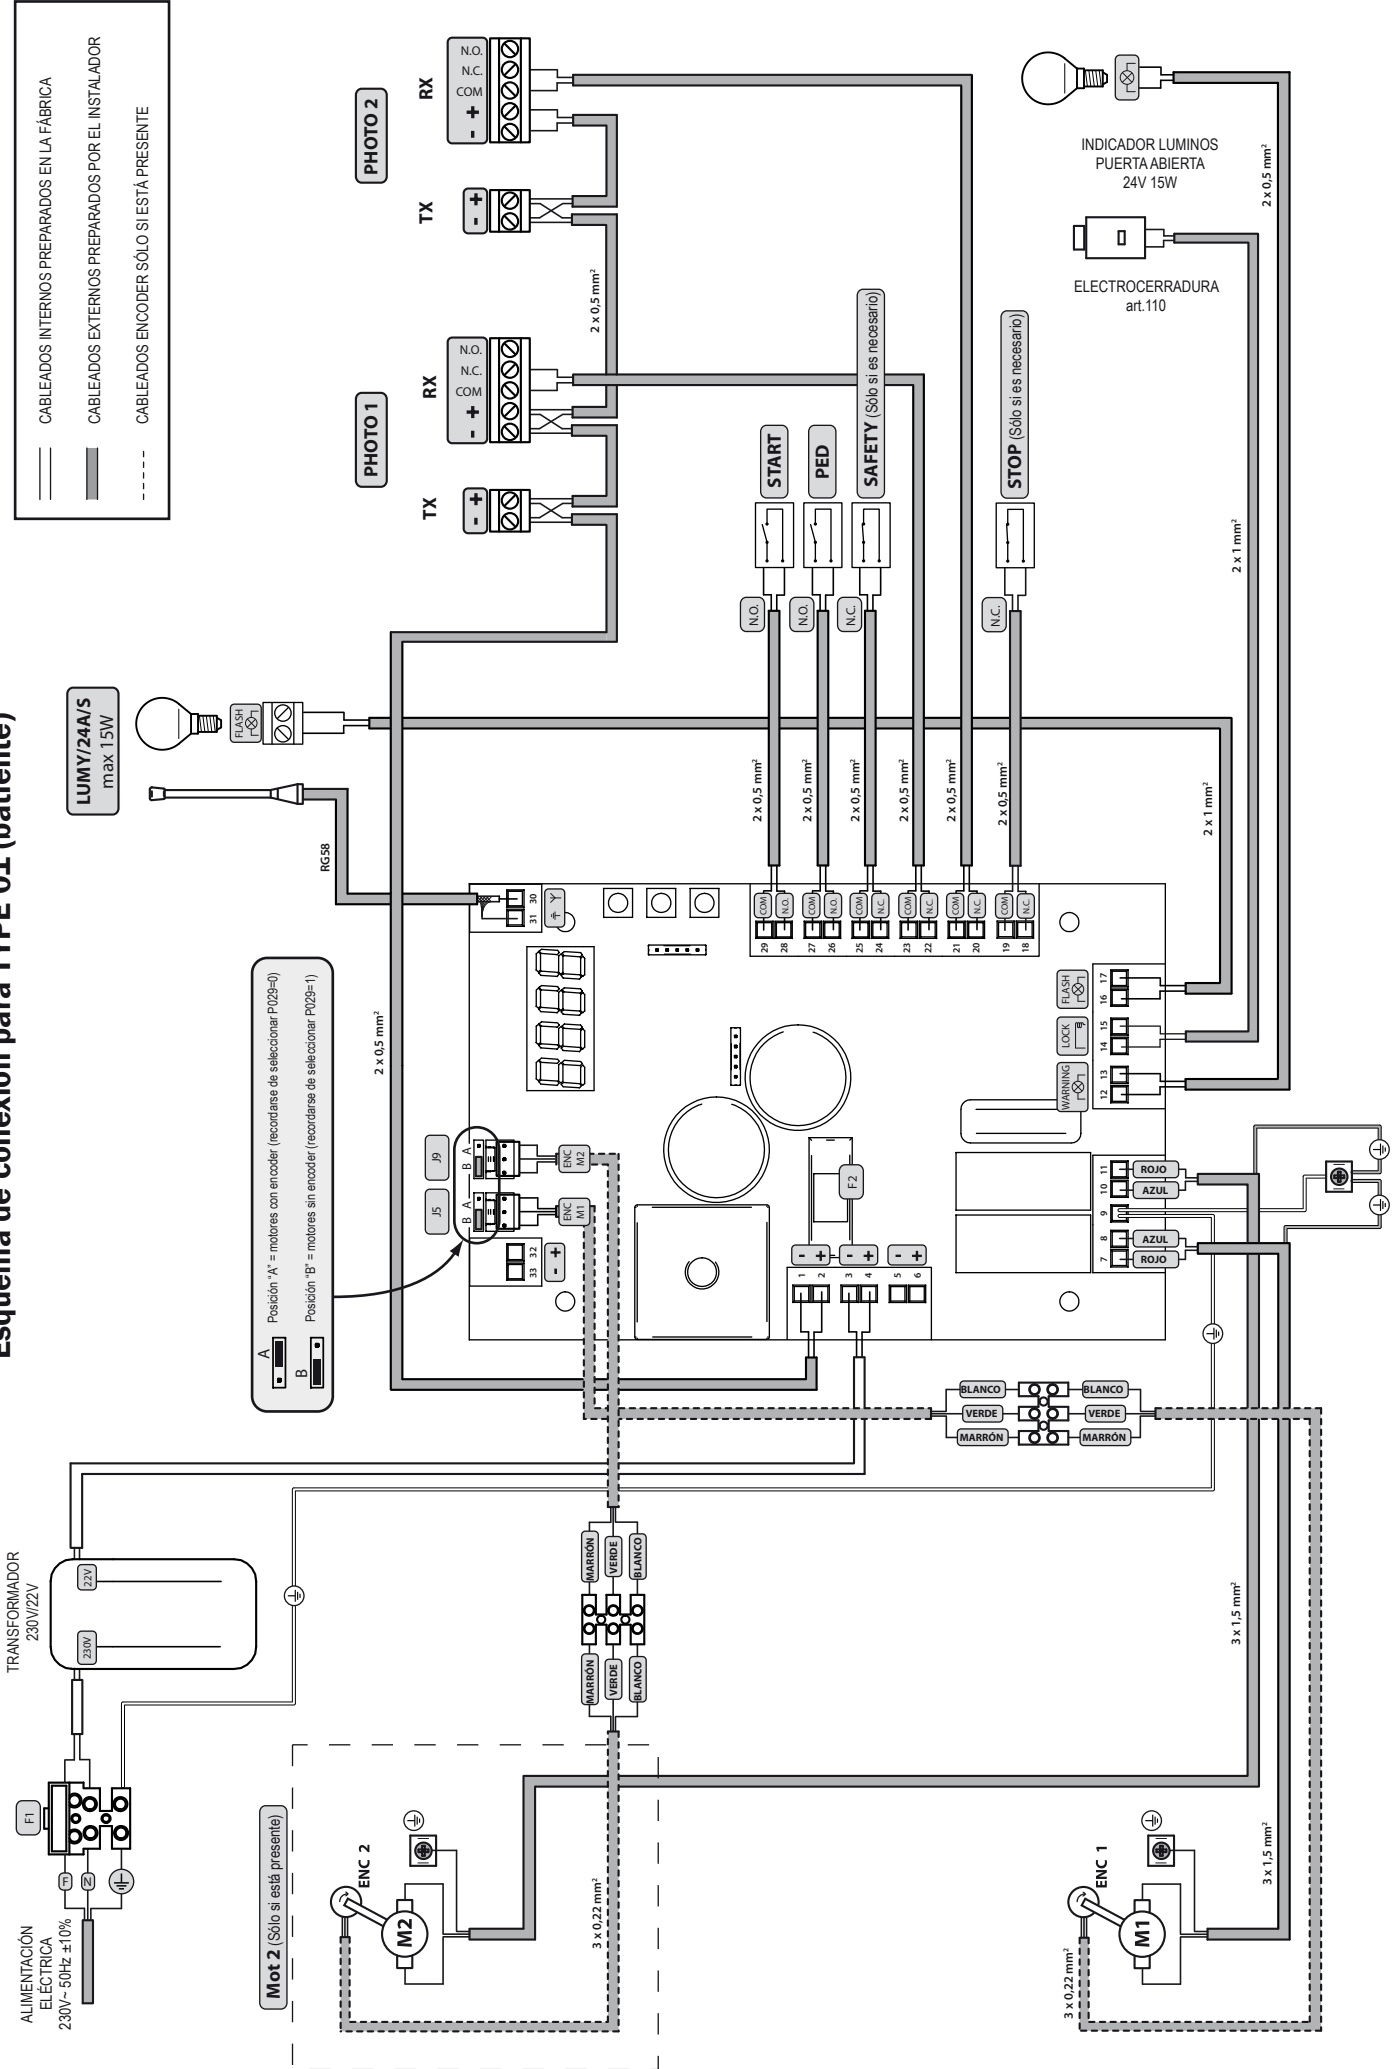 Esquema de conexión para TYPE 01 (batiente)
CABLEADOS INTERNOS PREPARADOS EN LA FÁBRICA
CABLEADOS EXTERNOS PREPARADOS POR EL INSTALADOR
CABLEADOS ENCODER SÓLO SI ESTÁ PRESENTE
ALIMENTACIÓN
ELÉCTRICA
230V~ 50Hz ±10%
F
N
F1
TRANSFORMADOR
230V/22V
230V
22V
A
Posición "A" = motores con encoder (recordarse de seleccionar P029=0)
B
Posición "B" = motores sin encoder (recordarse de seleccionar P029=1)
LUMY/24A/S
max 15W
FLASH
RG58
2 x 0,5 mm²
PHOTO 1
TX
- +
RX
- + COM N.C. N.O.
PHOTO 2
TX
- +
RX
- + COM N.C. N.O.
2 x 0,5 mm²
J5
J9
B A
B A
ENC
M1
ENC
M2
33 32
- +
31 30
F2
1 2
- +
3 4
- +
5 6
- +
29 COM
28 N.O.
27 COM
26 N.O.
25 COM
24 N.C.
23 COM
22 N.C.
21 COM
20 N.C.
19 COM
18 N.C.
2 x 0,5 mm²
2 x 0,5 mm²
2 x 0,5 mm²
2 x 0,5 mm²
2 x 0,5 mm²
2 x 0,5 mm²
N.O.
START
N.O.
PED
N.C.
SAFETY (Sólo si es necesario)
N.C.
STOP (Sólo si es necesario)
7 8 9 10 11
ROJO
AZUL
AZUL
ROJO
12 13
WARNING
14 15
LOCK
16 17
FLASH
2 x 1 mm²
2 x 1 mm²
2 x 0,5 mm²
ELECTROCERRADURA
art.110
INDICADOR LUMINOS
PUERTA ABIERTA
24V 15W
MARRÓN
VERDE
BLANCO
MARRÓN
VERDE
BLANCO
BLANCO
VERDE
MARRÓN
BLANCO
VERDE
MARRÓN
Mot 2 (Sólo si está presente)
ENC 2
M2
3 x 0,22 mm²
3 x 1,5 mm²
ENC 1
M1
3 x 0,22 mm²
3 x 1,5 mm²